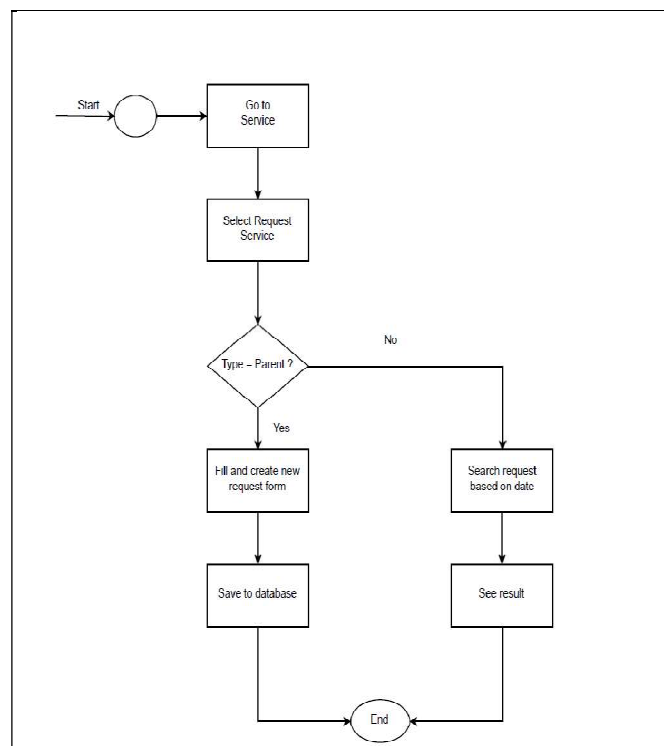 Start
Go to
Service
Select Request
Service
No
Type = Parent ?
Yes
Fill and create new
request form
Search request
based on date
Save to database
See result
End